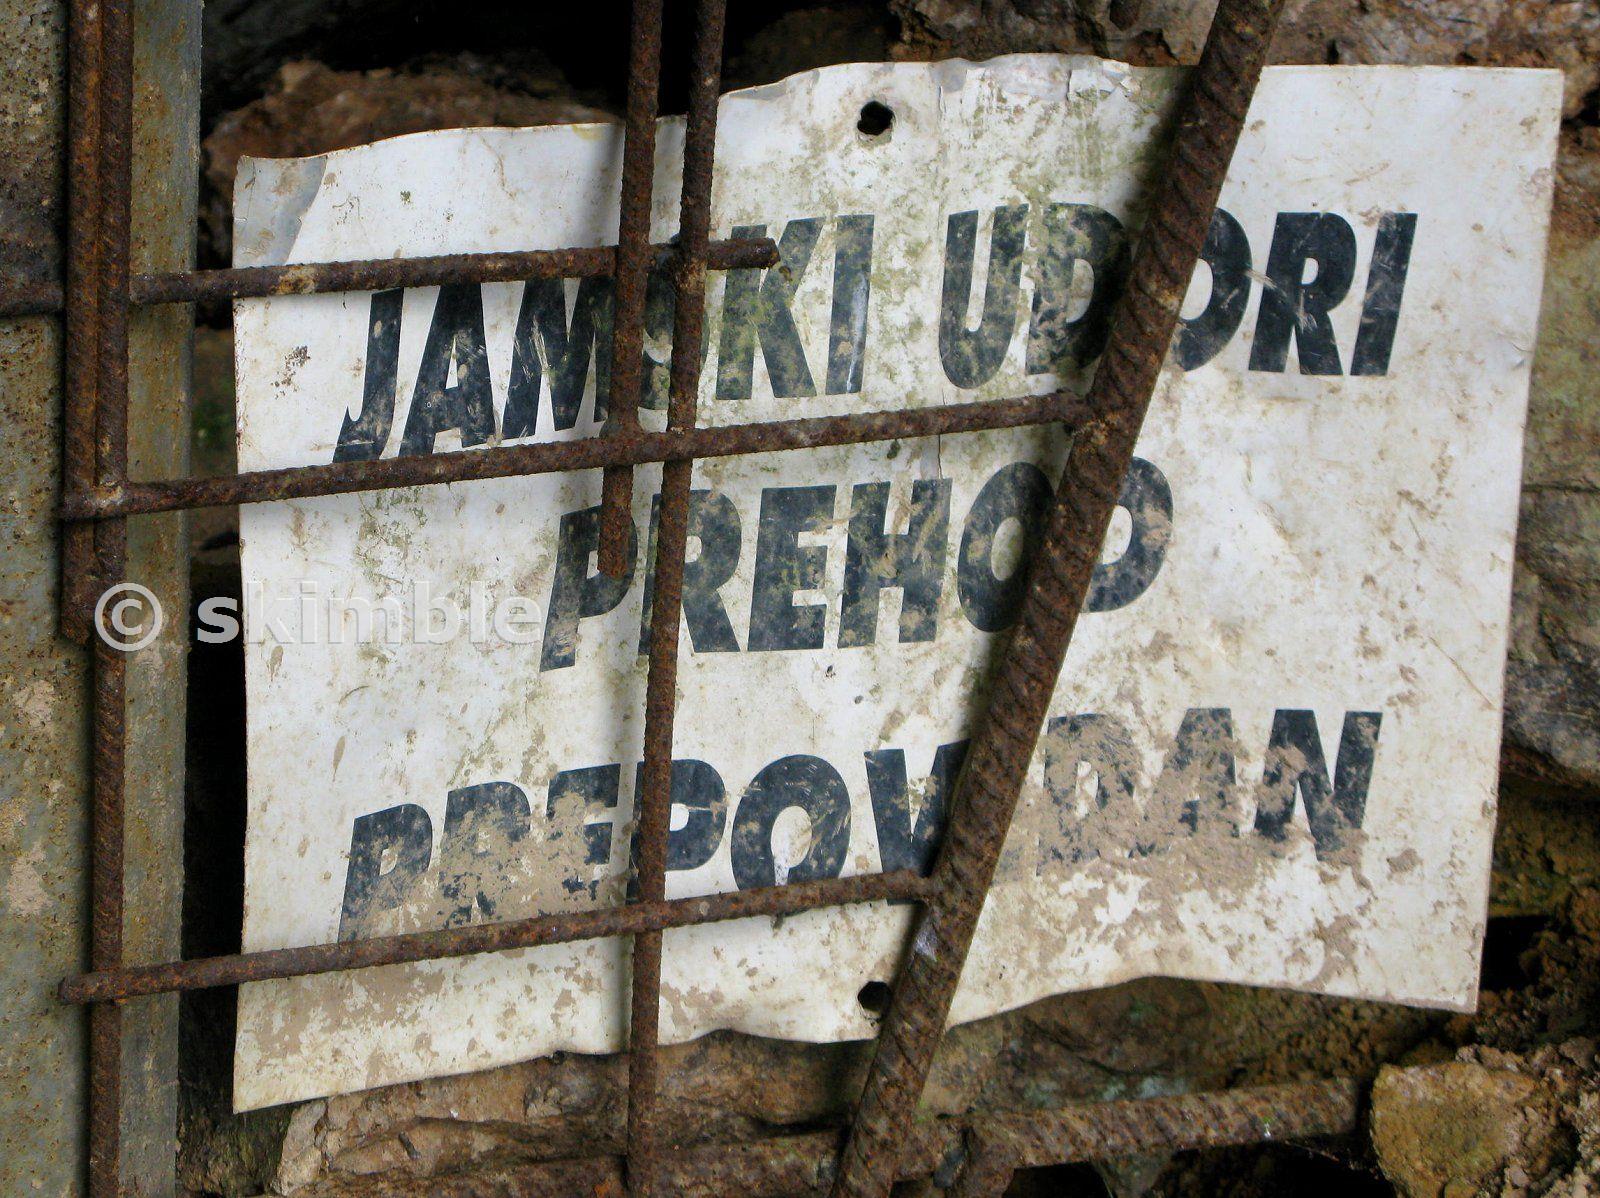 JAMSKI UDORI
PREHOD
PREPOVEDAN
© skimble